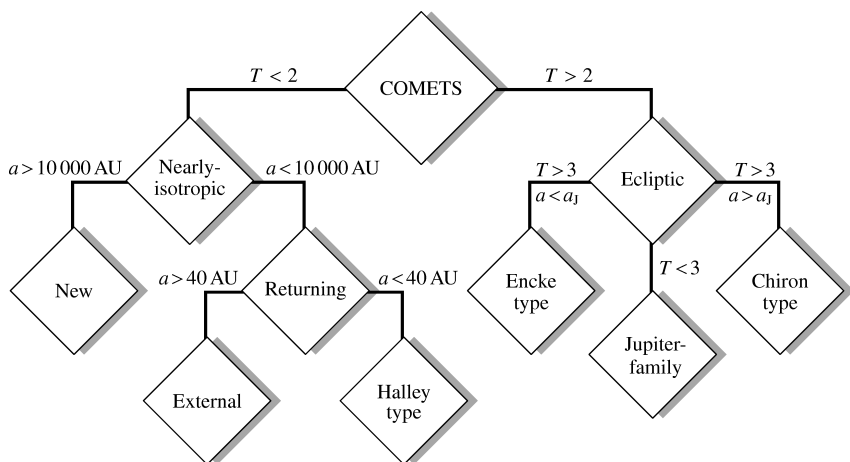 T < 2
COMETS
T > 2
a > 10 000 AU
Nearly-
isotropic
a < 10 000 AU
T > 3
a < aJ
Ecliptic
T > 3
a > aJ
New
a > 40 AU
Returning
a < 40 AU
Encke
type
T < 3
Chiron
type
External
Halley
type
Jupiter-
family